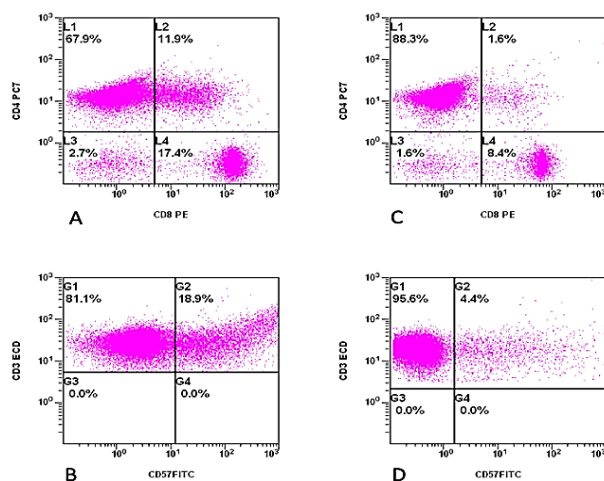 10³
L1
67.9%
L2
11.9%
10²
10¹
10⁰
L3
2.7%
L4
17.4%
10⁰
10¹
10²
10³
CD4 PC7
CD8 PE
A
10³
L1
88.3%
L2
1.6%
10²
10¹
10⁰
L3
1.6%
L4
8.4%
10⁰
10¹
10²
10³
CD4 PC7
CD8 PE
C
10³
G1
81.1%
G2
18.9%
10²
10¹
10⁰
G3
0.0%
G4
0.0%
10⁰
10¹
10²
10³
CD3 ECD
CD57FITC
B
10³
G1
95.6%
G2
4.4%
10²
10¹
10⁰
G3
0.0%
G4
0.0%
10⁰
10¹
10²
10³
CD3 ECD
CD57FITC
D